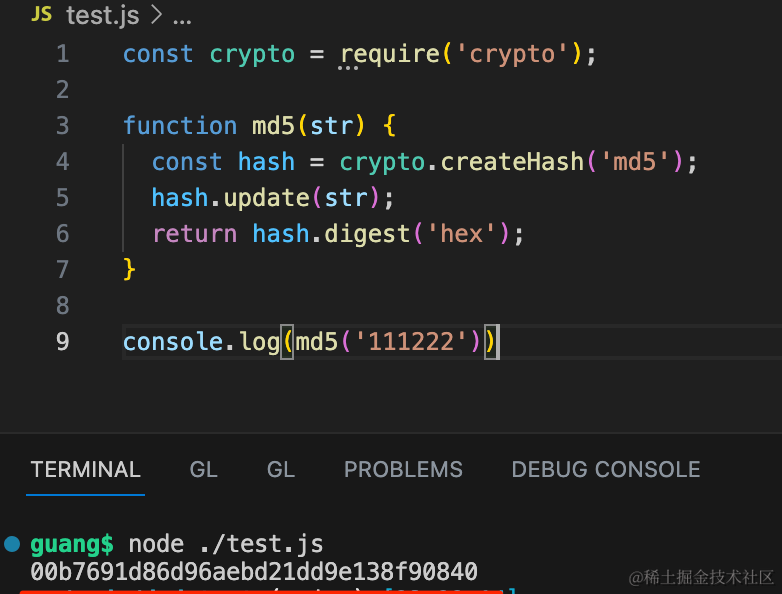 JS test.js > ...
1 const crypto = require('crypto');
2
3 function md5(str) {
4 const hash = crypto.createHash('md5');
5 hash.update(str);
6 return hash.digest('hex');
7 }
8
9 console.log(md5('111222'))
TERMINAL GL GL PROBLEMS DEBUG CONSOLE
guang$ node ./test.js
00b7691d86d96aebd21dd9e138f90840
@稀土掘金技术社区